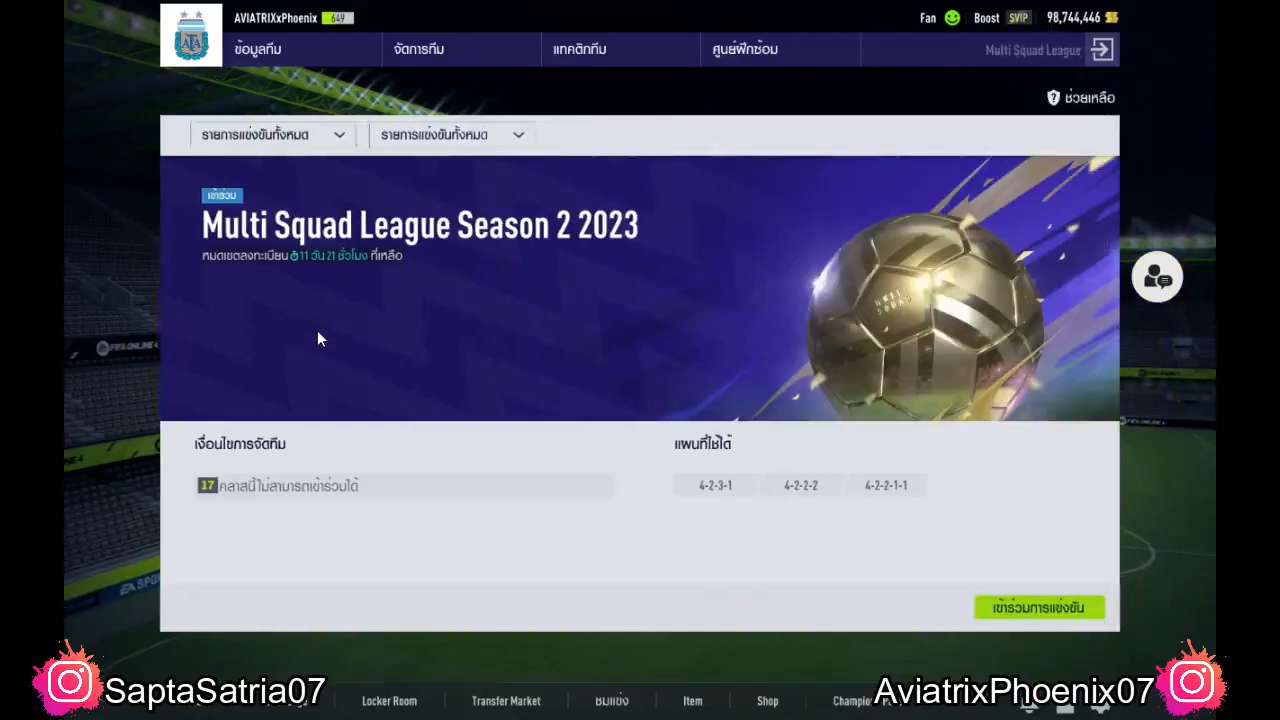 AVIATRIXxPhoenix 649
Fan Boost SVIP 98,744,446
ข้อมูลทีม จัดการทีม แทคติกทีม ศูนย์ฝึกซ้อม Multi Squad League
ช่วยเหลือ
รายการแข่งขันทั้งหมด รายการแข่งขันทั้งหมด
เข้าร่วม
Multi Squad League Season 2 2023
หมดเขตลงทะเบียน 11 วัน 21 ชั่วโมง ที่เหลือ
FIFA ONLINE 4
เงื่อนไขการจัดทีม แผนที่ใช้ได้
17 คลาสนี้ไม่สามารถเข้าร่วมได้ 4-2-3-1 4-2-2-2 4-2-2-1-1
เข้าร่วมการแข่งขัน
SaptaSatria07 AviatrixPhoenix07
Locker Room Transfer Market ชมแข่ง Item Shop